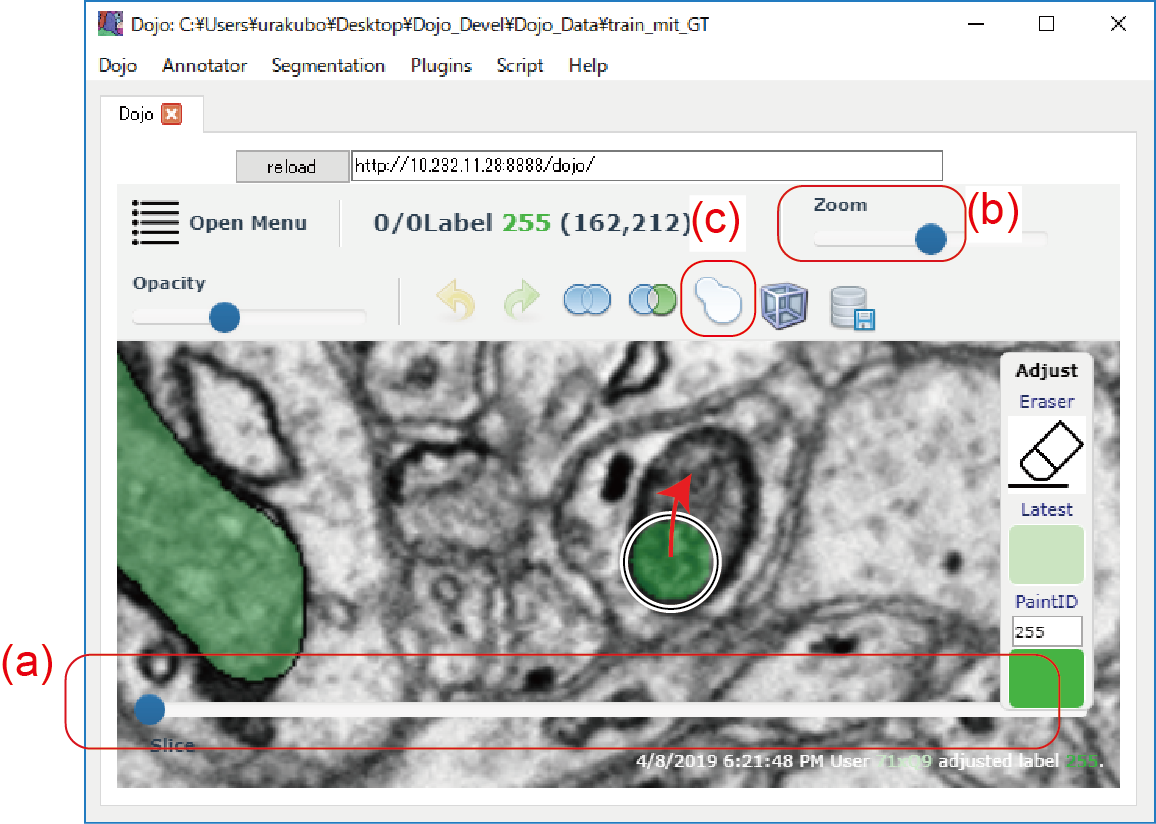 Dojo: C:¥Users¥urakubo¥Desktop¥Dojo_Devel¥Dojo_Data¥train_mit_GT
Dojo Annotator Segmentation Plugins Script Help
Dojo
reload http://10.282.11.28:8888/dojo/
Open Menu 0/0Label 255 (162,212) (c) Zoom (b)
Opacity
Adjust
Eraser
Latest
PaintID
255
(a)
Slice
4/8/2019 6:21:48 PM User adjusted label 255.